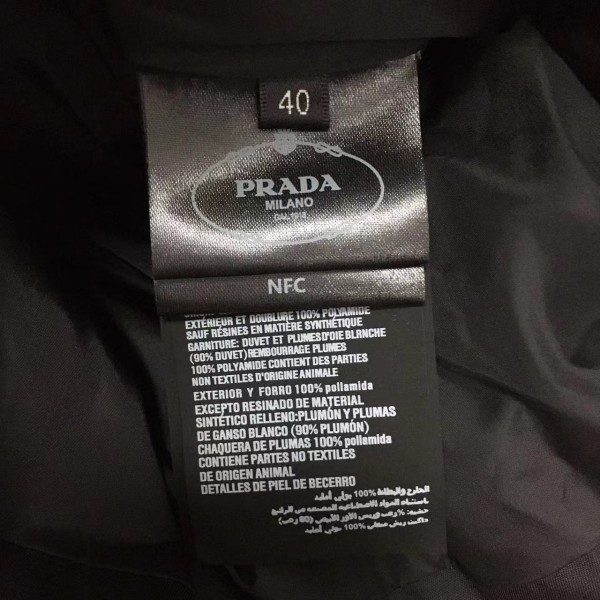 40
PRADA
MILANO
DAL 1913
NFC
EXTÉRIEUR ET DOUBLURE 100% POLYAMIDE
SAUF RÉSINES EN MATIÈRE SYNTHÉTIQUE
GARNITURE: DUVET ET PLUMESD'OIE BLRNCHE
(90% DUVET)REMBOURRAGE PLUMES
100% POLYAMIDE CONTIENT DES PARTIES
NON TEXTILES D'ORIGINE ANIMALE
EXTERIOR Y FORRO 100% poliamida
EXCEPTO RESINADO DE MATERIAL
SINTÉTICO RELLENO:PLUMÓN Y PLUMAS
DE GANSO BLANCO (90% PLUMÓN)
CHAQUERA DE PLUMAS 100% poliamida
CONTIENE PARTES NO TEXTILES
DE ORIGEN ANIMAL
DETALLES DE PIEL DE BECERRO